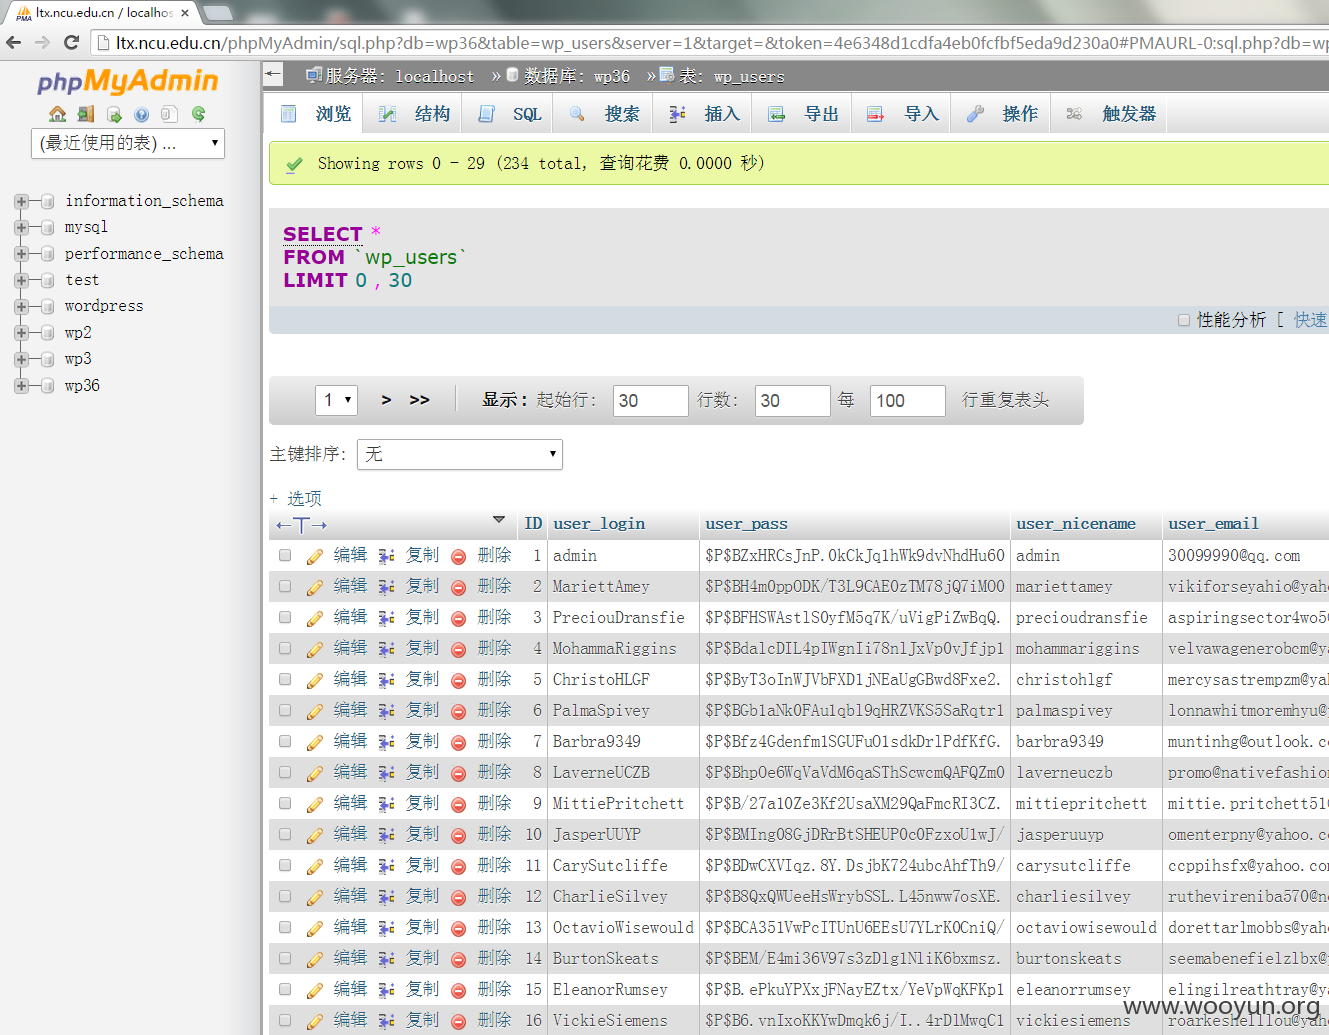 ltx.ncu.edu.cn / localhos
ltx.ncu.edu.cn/phpMyAdmin/sql.php?db=wp36&table=wp_users&server=1&target=&token=4e6348d1cdfa4eb0fcfbf5eda9d230a0#PMAURL-0:sql.php?db=wp
phpMyAdmin
(最近使用的表) ...
information_schema
mysql
performance_schema
test
wordpress
wp2
wp3
wp36
服务器: localhost » 数据库: wp36 » 表: wp_users
浏览 结构 SQL 搜索 插入 导出 导入 操作 触发器
Showing rows 0 - 29 (234 total, 查询花费 0.0000 秒)
SELECT *
FROM `wp_users`
LIMIT 0 , 30
性能分析 [ 快速
1 > >> 显示: 起始行: 30 行数: 30 每 100 行重复表头
主键排序: 无
+ 选项
←T→ ID user_login user_pass user_nicename user_email
编辑 复制 删除 1 admin $P$BZxHRCsJnP.0kCkJq1hWk9dvNhdHu60 admin 30099990@qq.com
编辑 复制 删除 2 MariettAmey $P$BH4m0ppODK/T3L9CAE0zTM78jQ7iM00 mariettamey vikiforseyahio@yaho
编辑 复制 删除 3 PreciouDransfie $P$BFHSWAstlS0yfM5q7K/uVigPiZwBqQ. precioudransfie aspiringsector4wo50
编辑 复制 删除 4 MohammaRiggins $P$BdalcDIL4pIWgnIi78nlJxVp0vJfjp1 mohammariggins velvawagenerobcm@ya
编辑 复制 删除 5 ChristoHLGF $P$ByT3oInWJVbFXD1jNEaUgGBwd8Fxe2. christohlgf mercysastrempzm@yah
编辑 复制 删除 6 PalmaSpivey $P$BGb1aNk0FAu1qbl9qHRZVKS5SaRqtr1 palmaspivey lonnawhitmoremhyu@
编辑 复制 删除 7 Barbra9349 $P$Bfz4Gdenfm1SGUFu01sdkDrlPdfKfG. barbra9349 muntinhg@outlook.c
编辑 复制 删除 8 LaverneUCZB $P$BhpOe6WqVaVdM6qaSThScwcmQAFQZm0 laverneuczb promo@nativefashion
编辑 复制 删除 9 MittiePritchett $P$B/27al0Ze3Kf2UsaXM29QaFmcRI3CZ. mittiepritchett mittie.pritchett510
编辑 复制 删除 10 JasperUUYP $P$BMIng08GjDRrBtSHEUP0c0FzxoU1wJ/ jasperuuyp omenterpny@yahoo.c
编辑 复制 删除 11 CarySutcliffe $P$BDwCXVIqz.8Y.DsjbK724ubcAhfTh9/ carysutcliffe ccppihsfx@yahoo.co
编辑 复制 删除 12 CharlieSilvey $P$B8QxQWUeeHsWrybSSL.L45nww7osXE. charliesilvey ruthevireniba570@n
编辑 复制 删除 13 OctavioWisewould $P$BCA351VwPcITUnU6EEsU7YLrK0CniQ/ octaviowisewould dorettarlmobbs@yaho
编辑 复制 删除 14 BurtonSkeats $P$BEM/E4mi36V97s3zD1g1NliK6bxmsz. burtonskeats seemabenefielzlbx@
编辑 复制 删除 15 EleanorRumsey $P$B.ePkuYPXxjFNayEZtx/YeVpWqKFKp1 eleanorrumsey elingilreathtray@y
编辑 复制 删除 16 VickieSiemens $P$B6.vnIxoKKYwDmqk6j/I..4rDlMwqC1 vickiesiemens roarkeshelllou@yah
www.wooyun.org